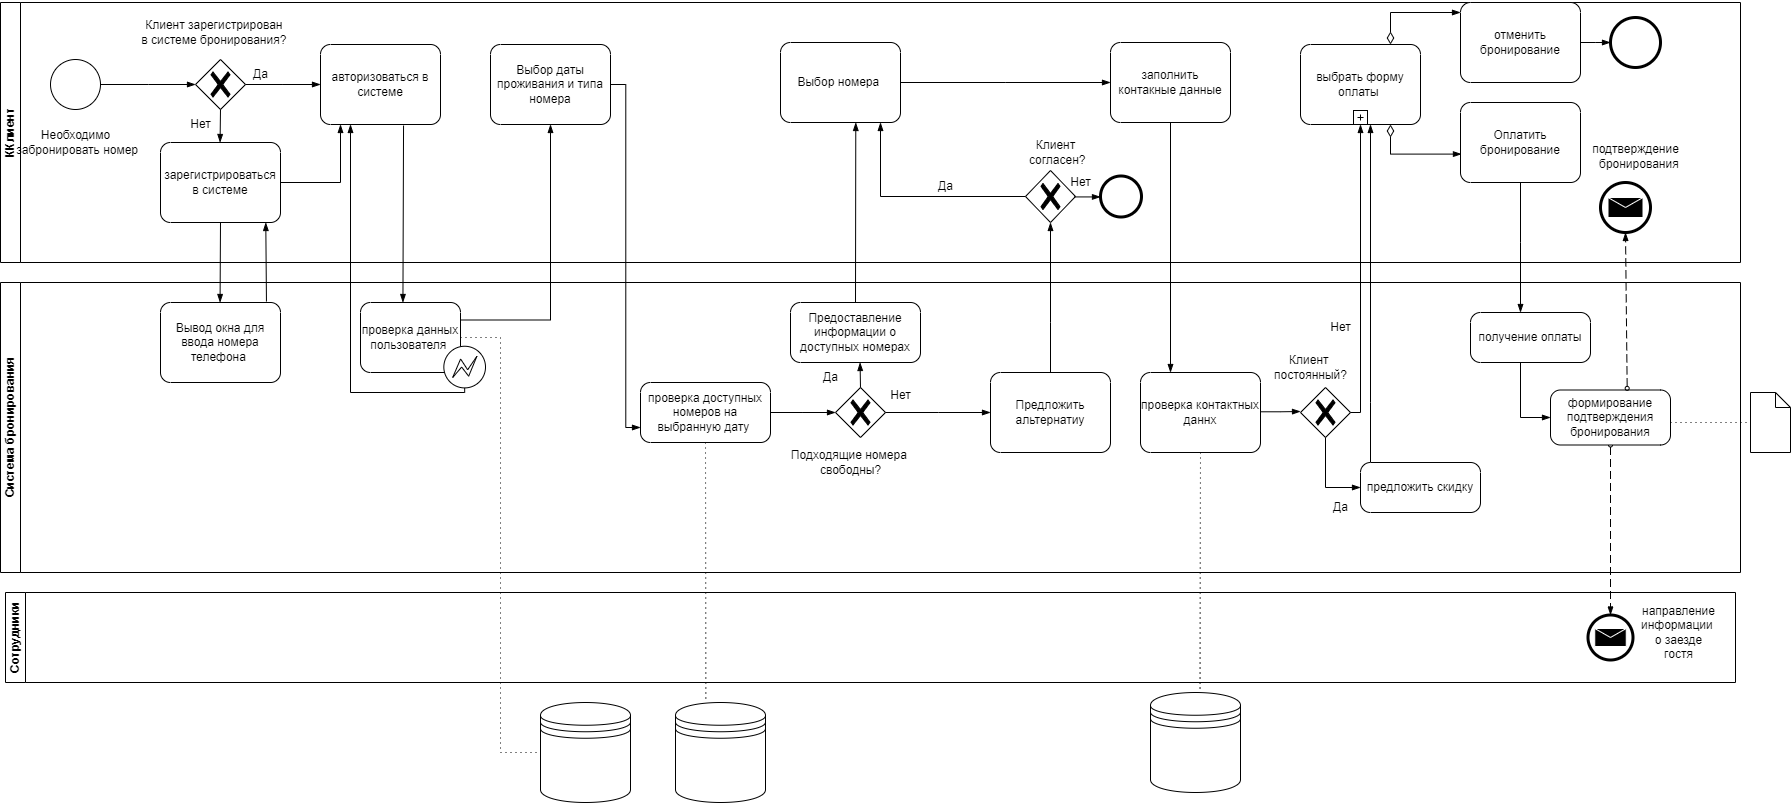 ККлиент
Клиент зарегистрирован
в системе бронирования?
Да
Нет
Необходимо
забронировать номер
авторизоваться в
системе
зарегистрироваться
в системе
Выбор даты
проживания и типа
номера
Выбор номера
заполнить
контакные данные
Клиент
согласен?
Да
Нет
выбрать форму
оплаты
отменить
бронирование
Оплатить
бронирование
подтверждение
бронирования
Система бронирования
Вывод окна для
ввода номера
телефона
проверка данных
пользователя
проверка доступных
номеров на
выбранную дату
Предоставление
информации о
доступных номерах
Да
Нет
Подходящие номера
свободны?
Предложить
альтернатиу
проверка контактных
даннх
Клиент
постоянный?
Нет
Да
предложить скидку
получение оплаты
формирование
подтверждения
бронирования
Сотрудники
направление
информации
о заезде
гостя